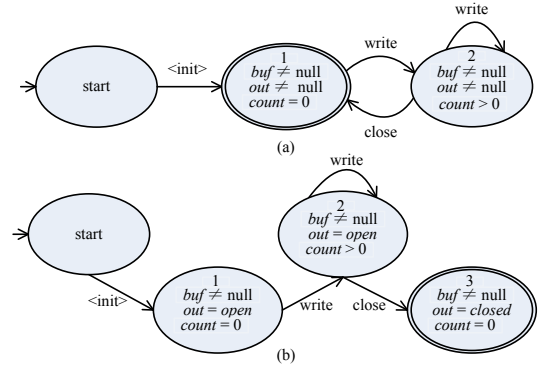 start
<init>
1
buf ≠ null
out ≠ null
count = 0
write
close
write
2
buf ≠ null
out ≠ null
count > 0
(a)
start
<init>
1
buf ≠ null
out = open
count = 0
write
write
2
buf ≠ null
out = open
count > 0
close
3
buf ≠ null
out = closed
count = 0
(b)